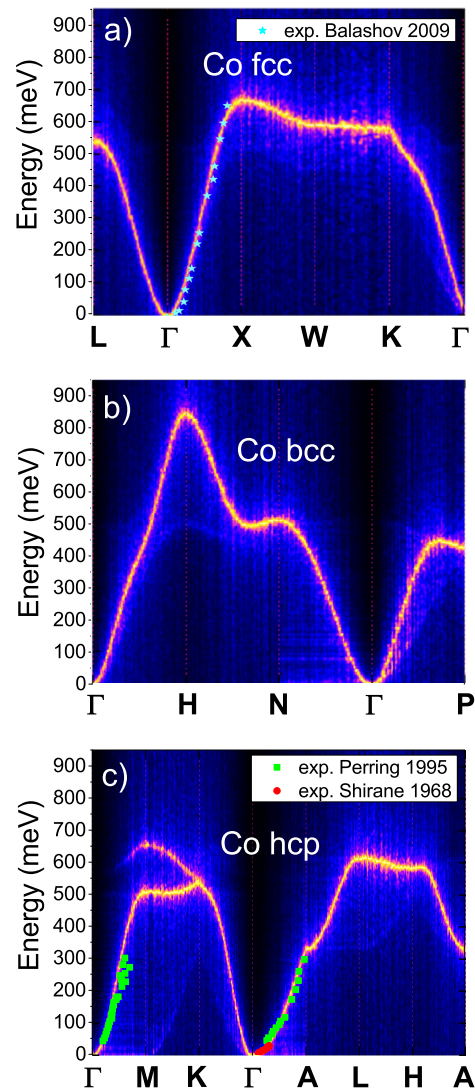 a)
exp. Balashov 2009
Co fcc
Energy (meV)
900
800
700
600
500
400
300
200
100
0
L Γ X W K Γ
b)
Co bcc
Energy (meV)
900
800
700
600
500
400
300
200
100
0
Γ H N Γ P
c)
exp. Perring 1995
exp. Shirane 1968
Co hcp
Energy (meV)
900
800
700
600
500
400
300
200
100
0
Γ M K Γ A L H A